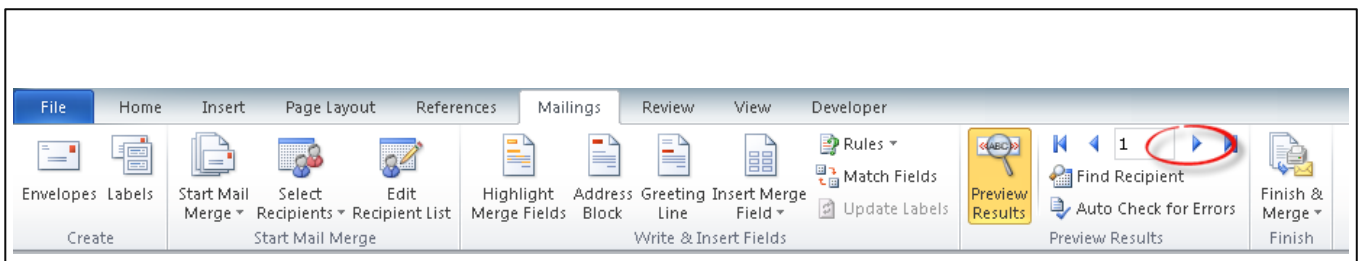 File Home Insert Page Layout References Mailings Review View Developer
Envelopes Labels
Start Mail Merge
Select Recipients
Edit Recipient List
Highlight Merge Fields
Address Block
Greeting Line
Insert Merge Field
Rules
Match Fields
Update Labels
«ABC»
Preview Results
1
Find Recipient
Auto Check for Errors
Finish & Merge
Create
Start Mail Merge
Write & Insert Fields
Preview Results
Finish